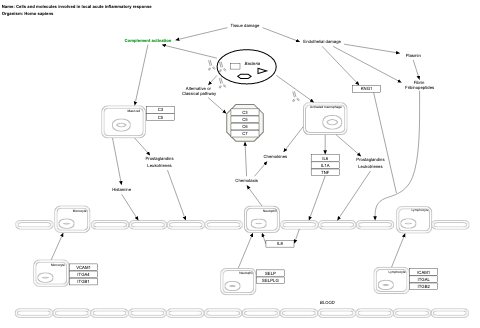 Name: Cells and molecules involved in local acute inflammatory response
Organism: Homo sapiens
Tissue damage
Complement activation
Endothelial damage
Plasmin
Bacteria
Fibrin
Fibrinopeptides
Alternative or
Classical pathway
KNG1
Mast cell
C3
C5
C3
C5
C6
C7
Activated macrophage
Chemokines
Prostaglandins
Leukotrienes
IL6
IL1A
TNF
Prostaglandins
Leukotrienes
Histamine
Chemotaxis
Monocyte
Neutrophil
Lymphocyte
IL8
Monocyte
VCAM1
ITGA4
ITGB1
Neutrophil
SELP
SELPLG
Lymphocyte
ICAM1
ITGAL
ITGB2
BLOOD